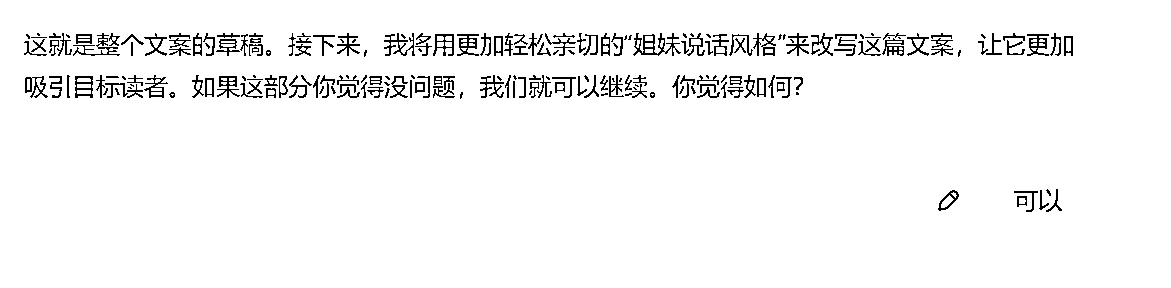 这就是整个文案的草稿。接下来，我将用更加轻松亲切的“姐妹说话风格”来改写这篇文案，让它更加
吸引目标读者。如果这部分你觉得没问题，我们就可以继续。你觉得如何？
可以